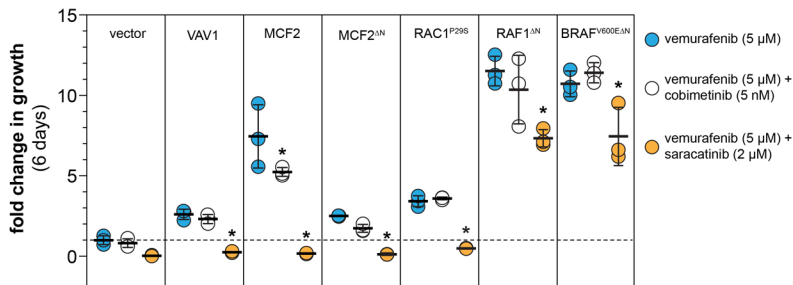 fold change in growth
(6 days)
15
10
5
0
vector
VAV1
MCF2
MCF2ΔN
RAC1P29S
RAF1ΔN
BRAFV600EΔN
*
*
*
*
*
*
*
vemurafenib (5 µM)
vemurafenib (5 µM) +
cobimetinib (5 nM)
vemurafenib (5 µM) +
saracatinib (2 µM)